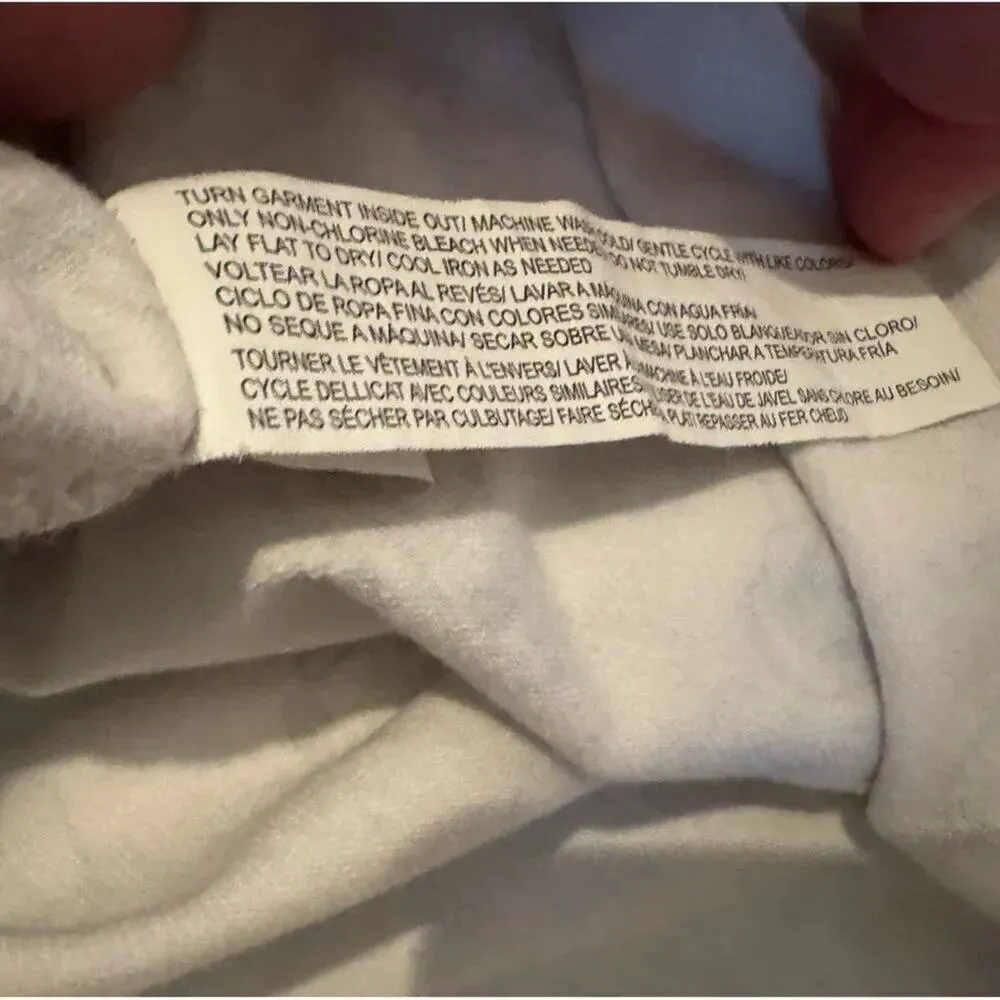 TURN GARMENT INSIDE OUT/ MACHINE WASH COLD/ GENTLE CYCLE WITH LIKE COLORS/
ONLY NON-CHLORINE BLEACH WHEN NEEDED/ DO NOT TUMBLE DRY/
LAY FLAT TO DRY/ COOL IRON AS NEEDED
VOLTEAR LA ROPA AL REVÉS/ LAVAR A MÁQUINA CON AGUA FRÍA/
CICLO DE ROPA FINA CON COLORES SIMILARES/ USE SOLO BLANQUEADOR SIN CLORO/
NO SEQUE A MÁQUINA/ SECAR SOBRE UNA MESA/ PLANCHAR A TEMPERATURA FRÍA
TOURNER LE VÊTEMENT À L'ENVERS/ LAVER À MACHINE À L'EAU FROIDE/
CYCLE DELLICAT AVEC COULEURS SIMILAIRES DE L'EAU DE JAVEL SANS CHLORE AU BESOIN/
NE PAS SÉCHER PAR CULBUTAGE/ FAIRE SÉCHER À PLAT/ REPASSER AU FER CHEUD